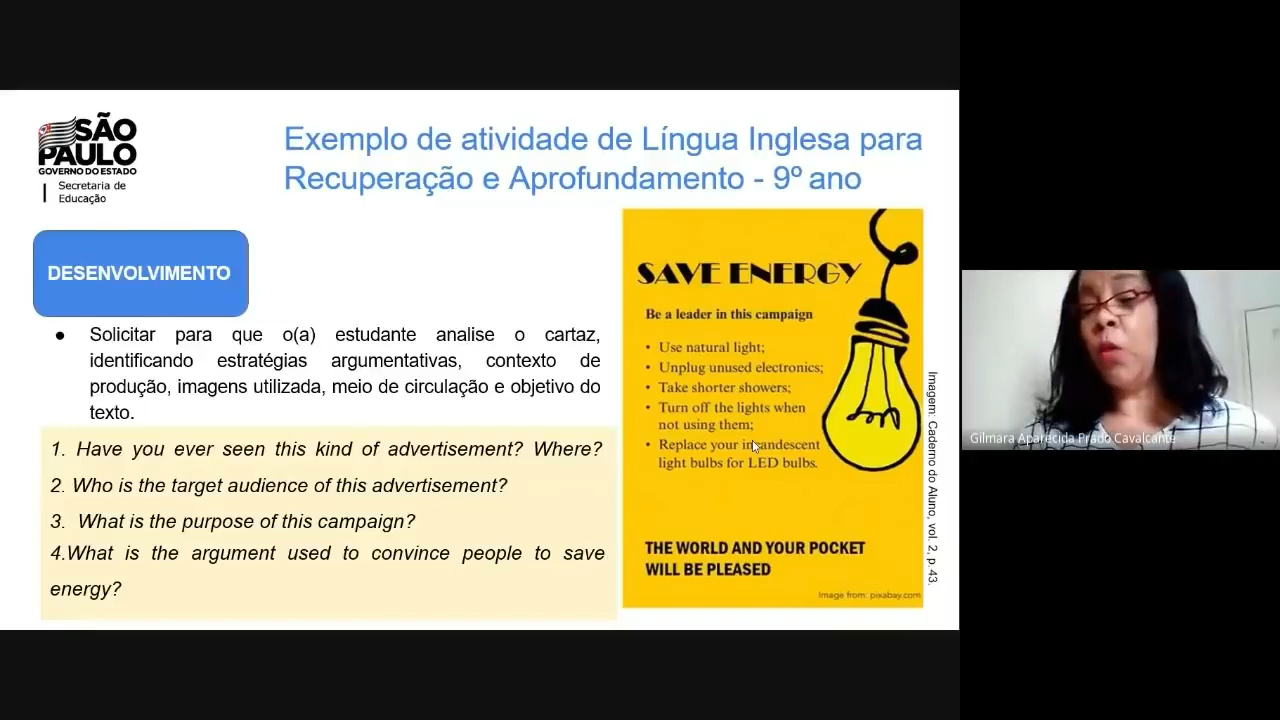 SÃO
PAULO
GOVERNO DO ESTADO
Secretaria de
Educação
Exemplo de atividade de Língua Inglesa para
Recuperação e Aprofundamento - 9º ano
DESENVOLVIMENTO
● Solicitar para que o(a) estudante analise o cartaz,
identificando estratégias argumentativas, contexto de
produção, imagens utilizada, meio de circulação e objetivo do
texto.
1. Have you ever seen this kind of advertisement? Where?
2. Who is the target audience of this advertisement?
3. What is the purpose of this campaign?
4.What is the argument used to convince people to save
energy?
SAVE ENERGY
Be a leader in this campaign
• Use natural light;
• Unplug unused electronics;
• Take shorter showers;
• Turn off the lights when
not using them;
• Replace your incandescent
light bulbs for LED bulbs.
THE WORLD AND YOUR POCKET
WILL BE PLEASED
Image from: pixabay.com
Imagem: Caderno do Aluno, vol. 2, p. 43.
Gilmara Aparecida Prado Cavalcante